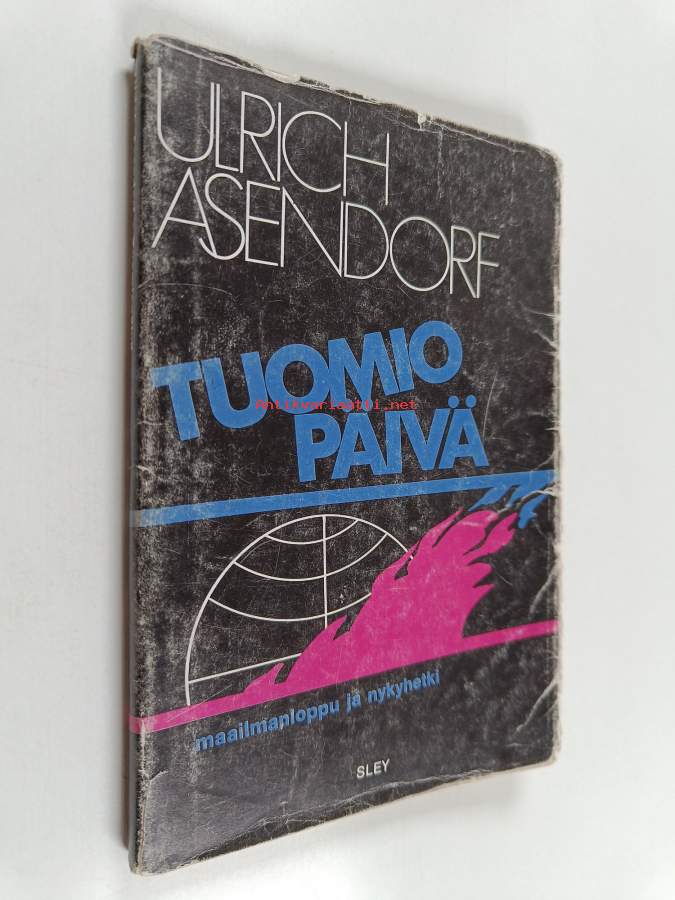 ULRICH
ASENDORF
TUOMIO
PÄIVÄ
Antikvariaatti.net
maailmanloppu ja nykyhetki
SLEY